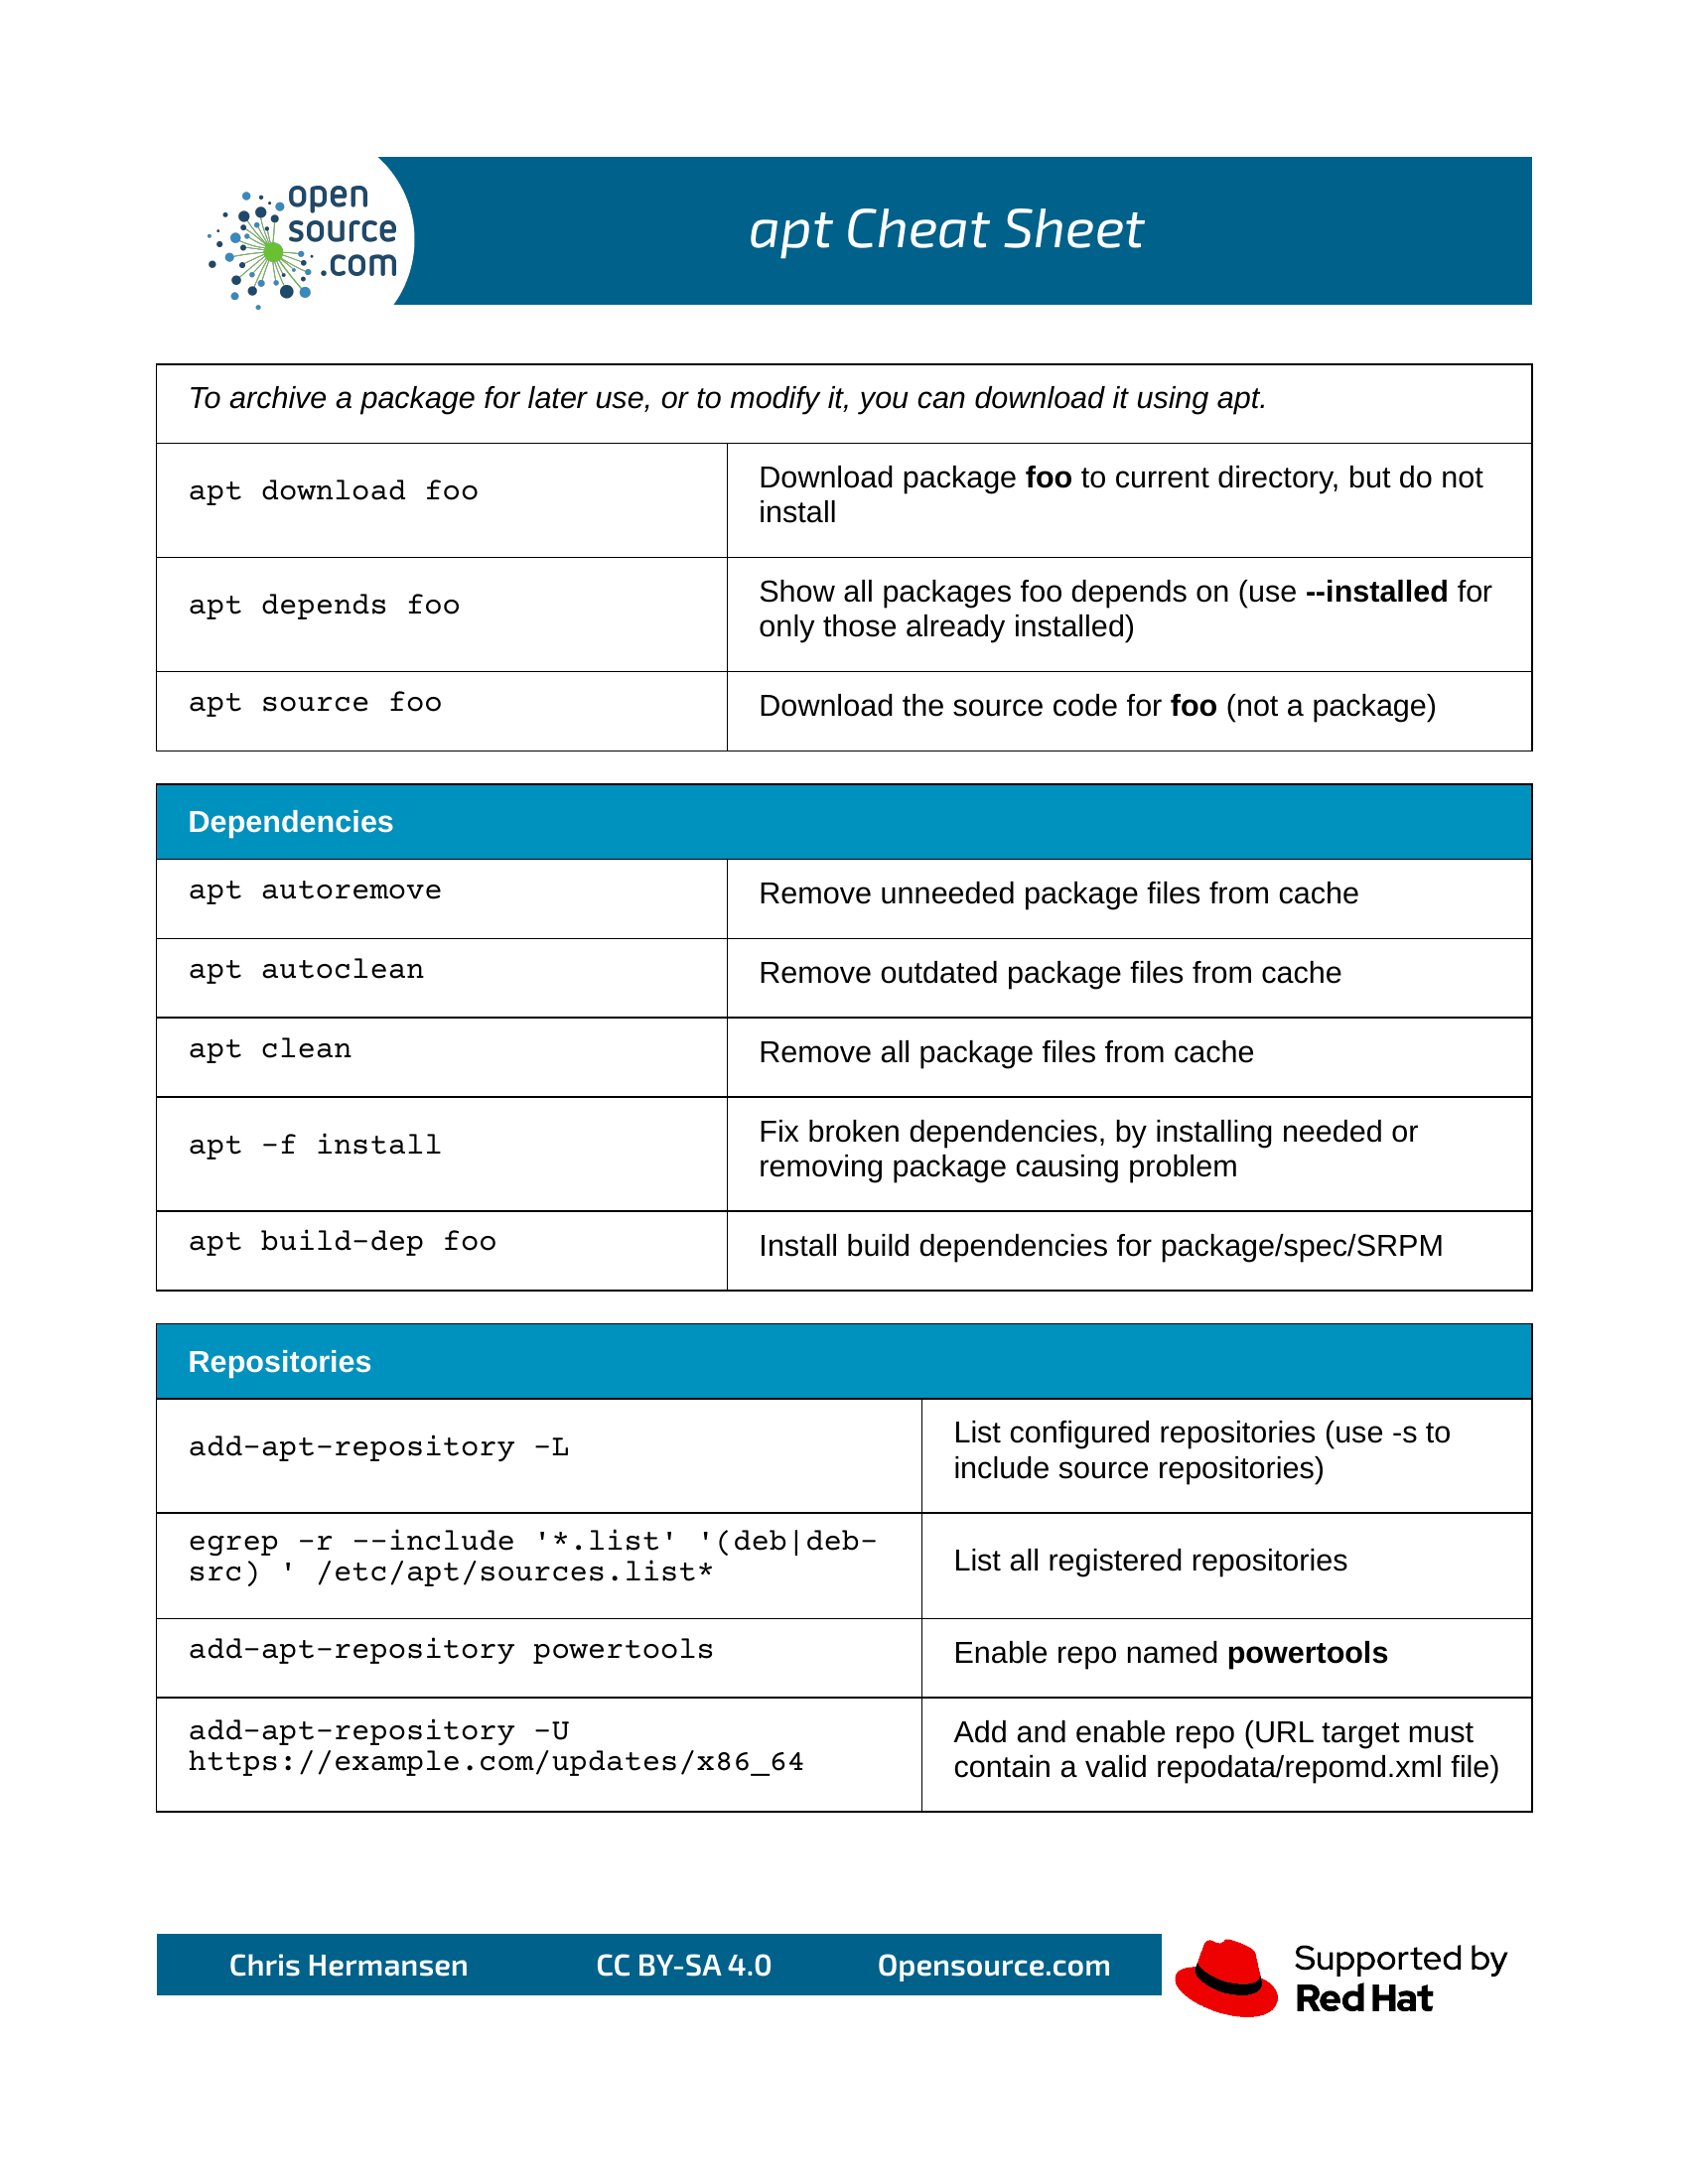 open
source
.com
apt Cheat Sheet
To archive a package for later use, or to modify it, you can download it using apt.
apt download foo
Download package foo to current directory, but do not
install
apt depends foo
Show all packages foo depends on (use --installed for
only those already installed)
apt source foo
Download the source code for foo (not a package)
Dependencies
apt autoremove
Remove unneeded package files from cache
apt autoclean
Remove outdated package files from cache
apt clean
Remove all package files from cache
apt -f install
Fix broken dependencies, by installing needed or
removing package causing problem
apt build-dep foo
Install build dependencies for package/spec/SRPM
Repositories
add-apt-repository -L
List configured repositories (use -s to
include source repositories)
egrep -r --include '*.list' '(deb|deb-
src) ' /etc/apt/sources.list*
List all registered repositories
add-apt-repository powertools
Enable repo named powertools
add-apt-repository -U
https://example.com/updates/x86_64
Add and enable repo (URL target must
contain a valid repodata/repomd.xml file)
Chris Hermansen
CC BY-SA 4.0
Opensource.com
Supported by
Red Hat